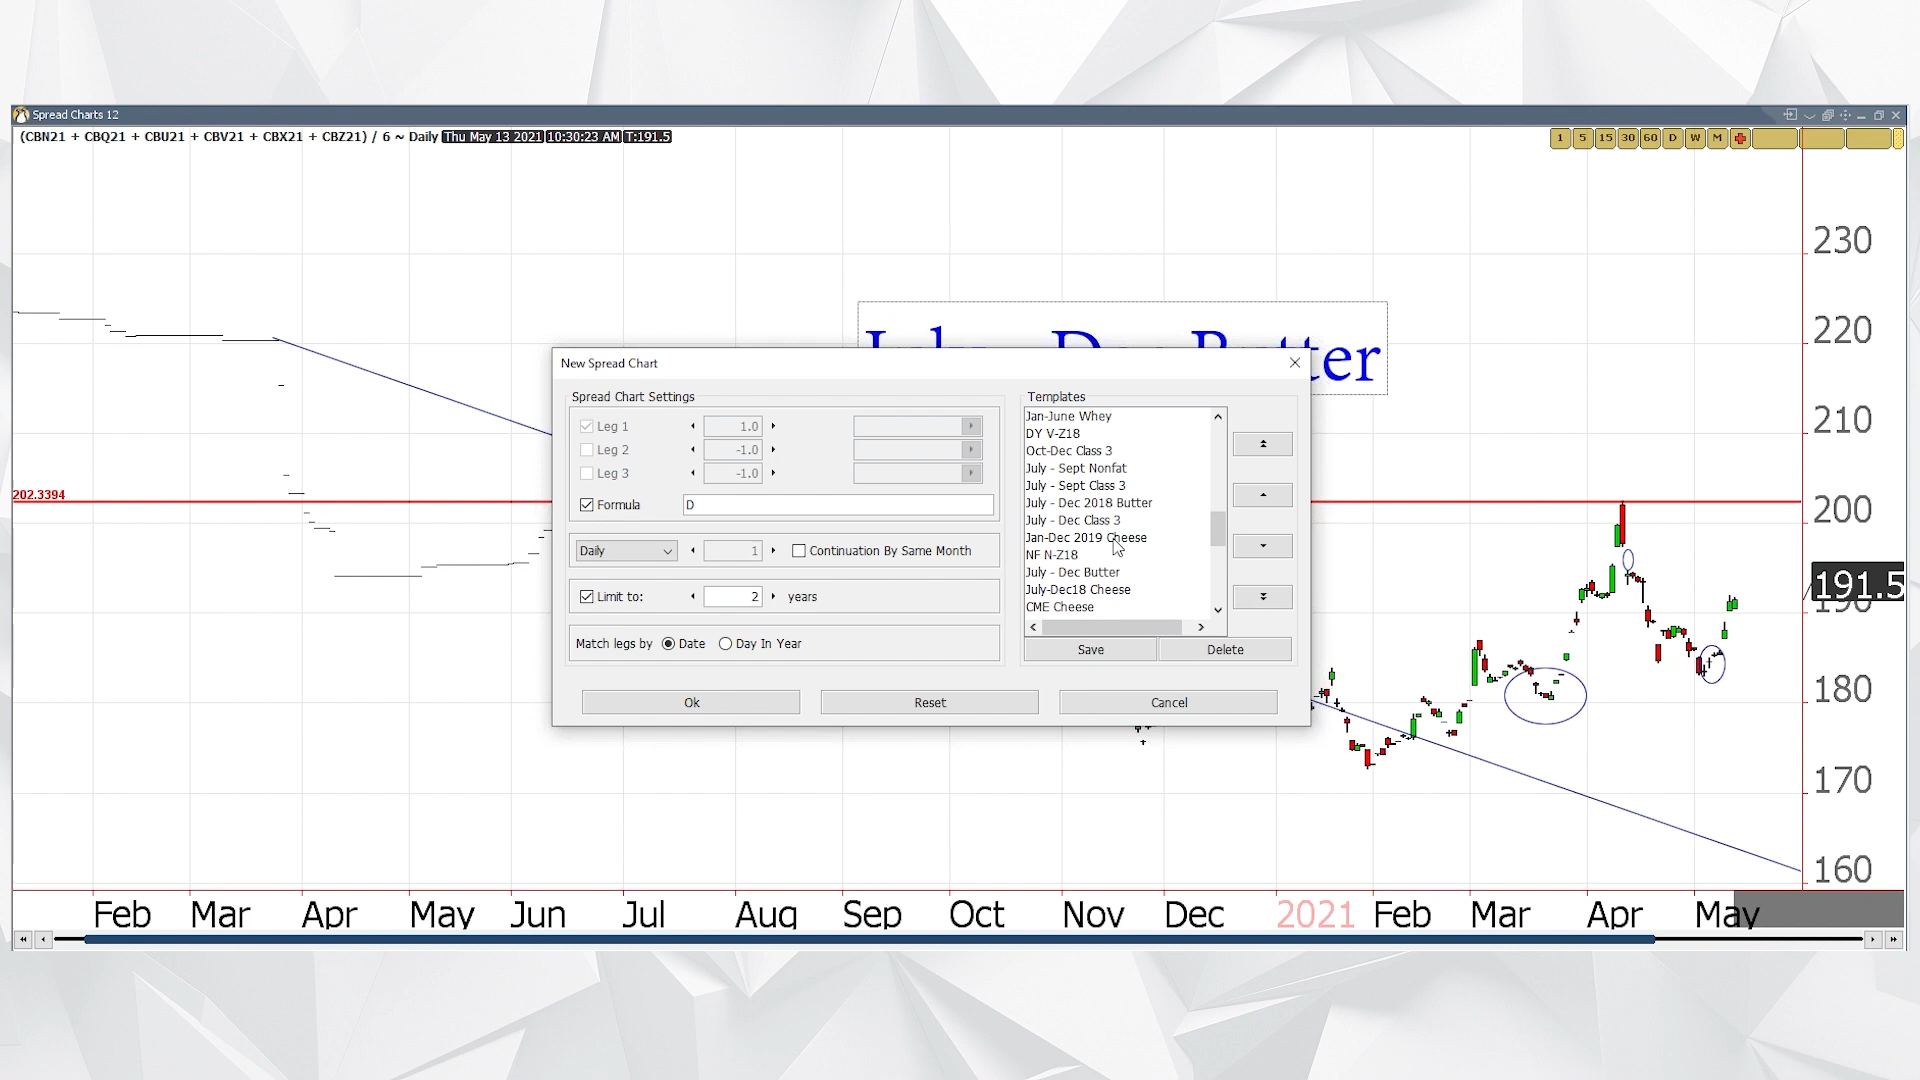 Spread Charts 12
(CBN21 + CBQ21 + CBU21 + CBV21 + CBX21 + CBZ21) / 6 ~ Daily Thu May 13 2021 10:30:23 AM T:191.5
1 5 15 30 60 D W M
230
220
210
200
190
180
170
160
191.5
202.3394
tter
New Spread Chart
Spread Chart Settings
Leg 1 1.0
Leg 2 -1.0
Leg 3 -1.0
Formula D
Daily 1 Continuation By Same Month
Limit to: 2 years
Match legs by Date Day In Year
Templates
Jan-June Whey
DY V-Z18
Oct-Dec Class 3
July - Sept Nonfat
July - Sept Class 3
July - Dec 2018 Butter
July - Dec Class 3
Jan-Dec 2019 Cheese
NF N-Z18
July - Dec Butter
July-Dec18 Cheese
CME Cheese
Save Delete
Ok Reset Cancel
Feb Mar Apr May Jun Jul Aug Sep Oct Nov Dec 2021 Feb Mar Apr May